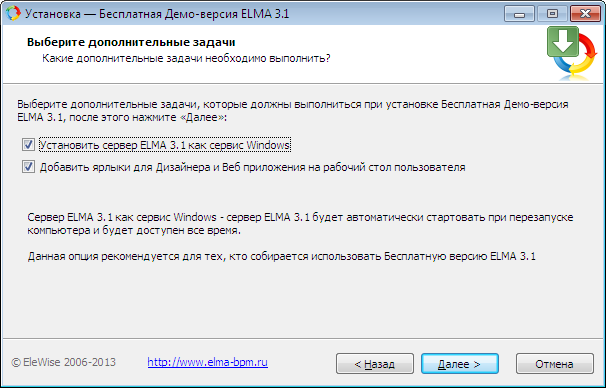 Установка — Бесплатная Демо-версия ELMA 3.1
Выберите дополнительные задачи
Какие дополнительные задачи необходимо выполнить?
Выберите дополнительные задачи, которые должны выполниться при установке Бесплатная Демо-версия
ELMA 3.1, после этого нажмите «Далее»:
Установить сервер ELMA 3.1 как сервис Windows
Добавить ярлыки для Дизайнера и Веб приложения на рабочий стол пользователя
Сервер ELMA 3.1 как сервис Windows - сервер ELMA 3.1 будет автоматически стартовать при перезапуске
компьютера и будет доступен все время.
Данная опция рекомендуется для тех, кто собирается использовать Бесплатную версию ELMA 3.1
© EleWise 2006-2013 http://www.elma-bpm.ru < Назад Далее > Отмена